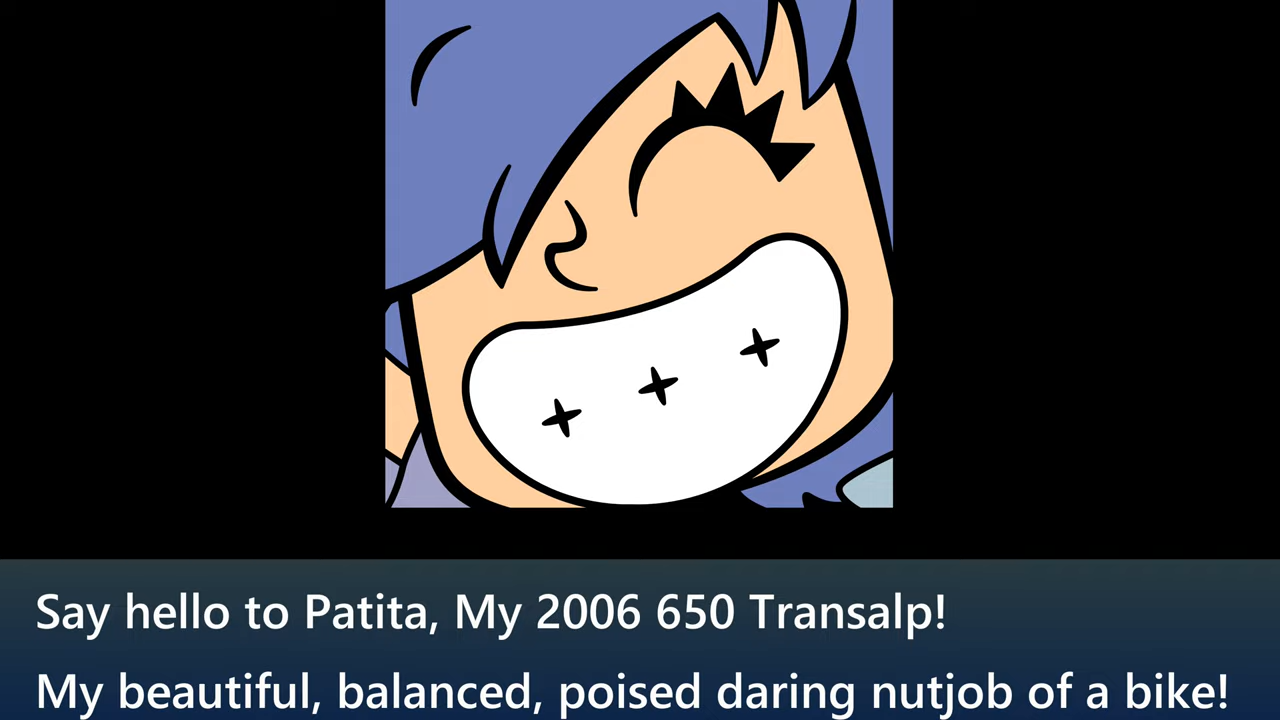 Say hello to Patita, My 2006 650 Transalp!
My beautiful, balanced, poised daring nutjob of a bike!